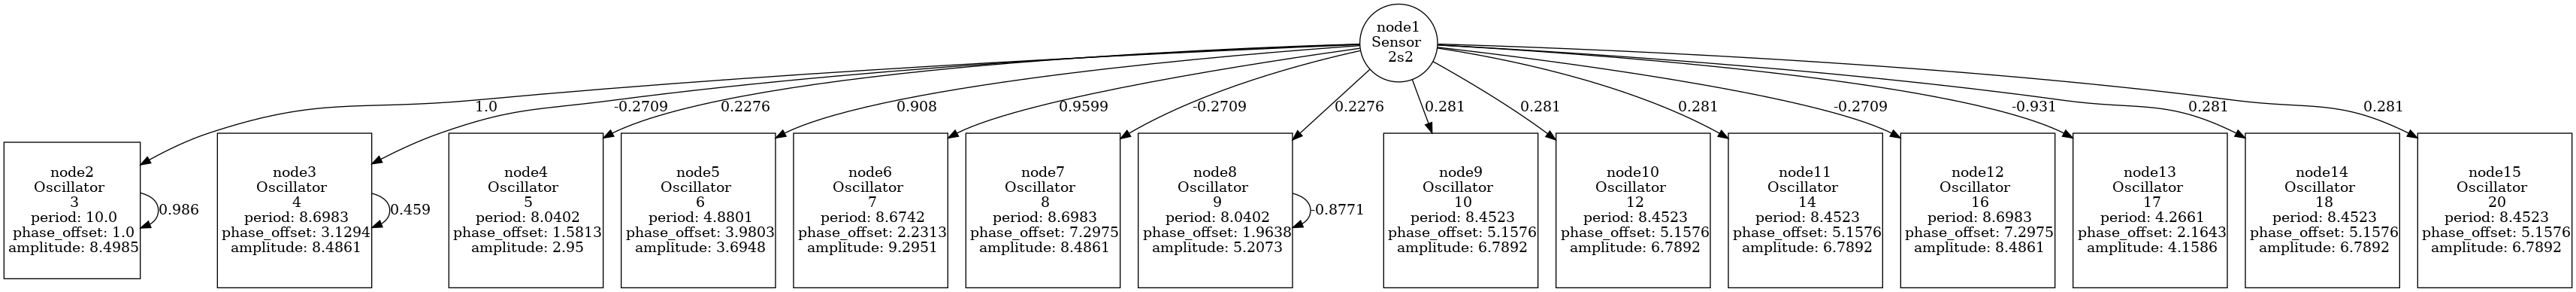 node1
Sensor
2s2
1.0
-0.2709
0.2276
0.908
0.9599
-0.2709
0.2276
0.281
0.281
0.281
-0.2709
-0.931
0.281
0.281
node2
Oscillator
3
period: 10.0
phase_offset: 1.0
amplitude: 8.4985
0.986
node3
Oscillator
4
period: 8.6983
phase_offset: 3.1294
amplitude: 8.4861
0.459
node4
Oscillator
5
period: 8.0402
phase_offset: 1.5813
amplitude: 2.95
node5
Oscillator
6
period: 4.8801
phase_offset: 3.9803
amplitude: 3.6948
node6
Oscillator
7
period: 8.6742
phase_offset: 2.2313
amplitude: 9.2951
node7
Oscillator
8
period: 8.6983
phase_offset: 7.2975
amplitude: 8.4861
node8
Oscillator
9
period: 8.0402
phase_offset: 1.9638
amplitude: 5.2073
-0.8771
node9
Oscillator
10
period: 8.4523
phase_offset: 5.1576
amplitude: 6.7892
node10
Oscillator
12
period: 8.4523
phase_offset: 5.1576
amplitude: 6.7892
node11
Oscillator
14
period: 8.4523
phase_offset: 5.1576
amplitude: 6.7892
node12
Oscillator
16
period: 8.6983
phase_offset: 7.2975
amplitude: 8.4861
node13
Oscillator
17
period: 4.2661
phase_offset: 2.1643
amplitude: 4.1586
node14
Oscillator
18
period: 8.4523
phase_offset: 5.1576
amplitude: 6.7892
node15
Oscillator
20
period: 8.4523
phase_offset: 5.1576
amplitude: 6.7892